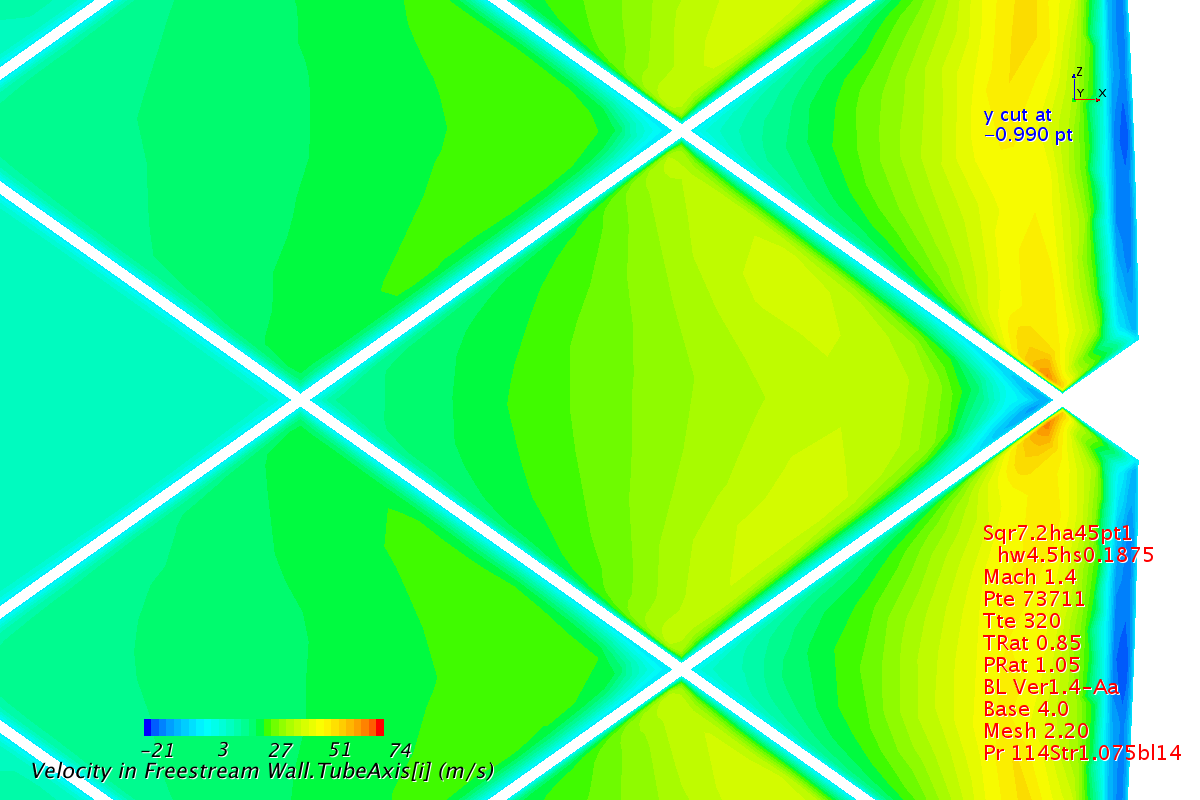 Z
Y X
y cut at
−0.990 pt
Sqr7.2ha45pt1
hw4.5hs0.1875
Mach 1.4
Pte 73711
Tte 320
TRat 0.85
PRat 1.05
BL Ver1.4−Aa
Base 4.0
Mesh 2.20
Pr 114Str1.075bl14
−21 3 27 51 74
Velocity in Freestream Wall.TubeAxis[i] (m/s)